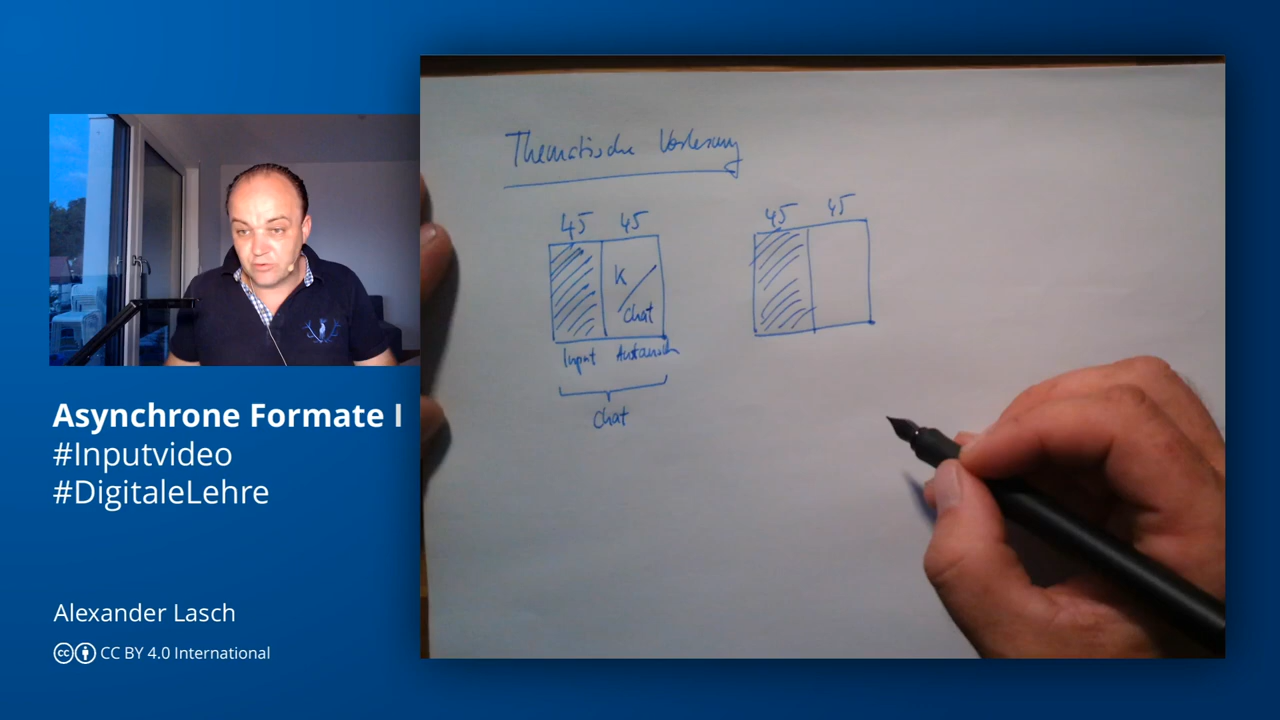 Thematische Vorlesung
45 45
45 45
K
chat
Input Austausch
chat
Asynchrone Formate I
#Inputvideo
#DigitaleLehre
Alexander Lasch
CC BY 4.0 International